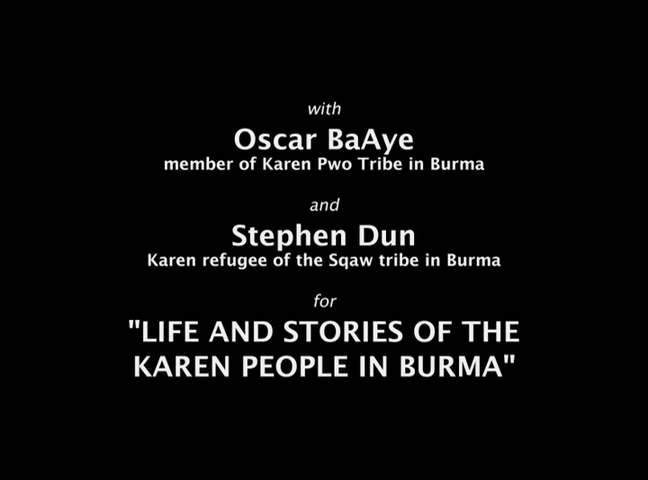 with
Oscar BaAye
member of Karen Pwo Tribe in Burma
and
Stephen Dun
Karen refugee of the Sqaw tribe in Burma
for
"LIFE AND STORIES OF THE
KAREN PEOPLE IN BURMA"